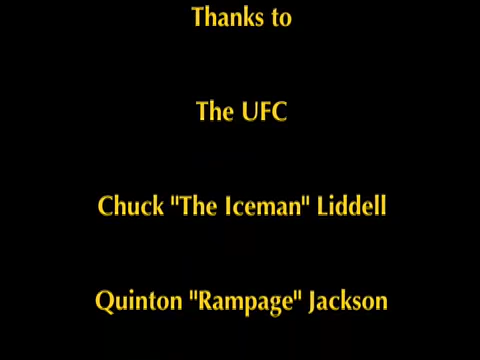 Thanks to
The UFC
Chuck "The Iceman" Liddell
Quinton "Rampage" Jackson